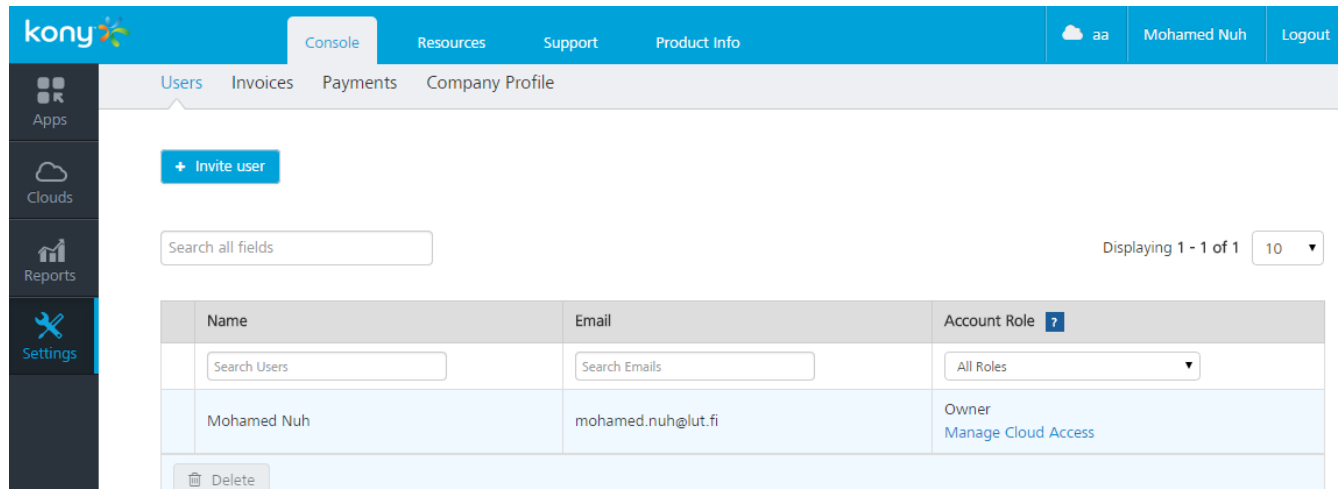 kony
Console Resources Support Product Info aa Mohamed Nuh Logout
Users Invoices Payments Company Profile
Apps
+ Invite user
Clouds
Search all fields Displaying 1 - 1 of 1 10
Reports
Name Email Account Role ?
Settings
Search Users Search Emails All Roles
Mohamed Nuh mohamed.nuh@lut.fi Owner
Manage Cloud Access
Delete